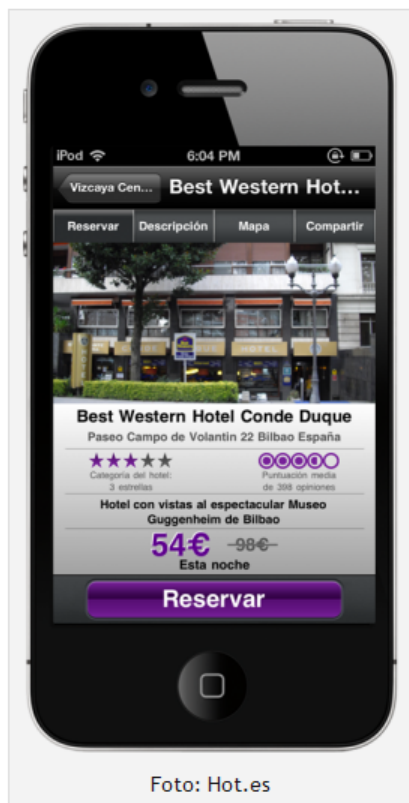 iPod 6:04 PM
Vizcaya Cen... Best Western Hot...
Reservar Descripción Mapa Compartir
Best Western Hotel Conde Duque
Paseo Campo de Volantin 22 Bilbao España
Categoría del hotel:
3 estrellas
Puntuación media
de 398 opiniones
Hotel con vistas al espectacular Museo
Guggenheim de Bilbao
54€ 98€
Esta noche
Reservar
Foto: Hot.es